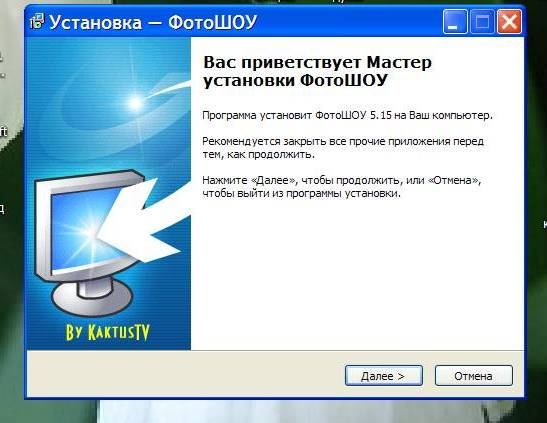 Установка — ФотоШОУ
Вас приветствует Мастер
установки ФотоШОУ
Программа установит ФотоШОУ 5.15 на Ваш компьютер.
Рекомендуется закрыть все прочие приложения перед
тем, как продолжить.
Нажмите «Далее», чтобы продолжить, или «Отмена»,
чтобы выйти из программы установки.
By KaktusTV
Далее >
Отмена